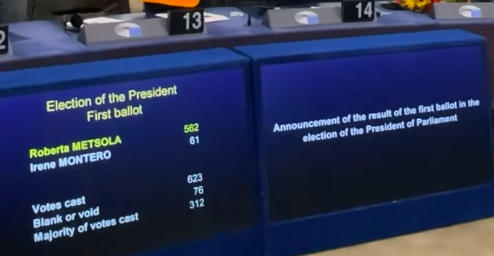 2
13
14
Election of the President
First ballot
Roberta METSOLA 562
Irene MONTERO 61
Votes cast 623
Blank or void 76
Majority of votes cast 312
Announcement of the result of the first ballot in the
election of the President of Parliament